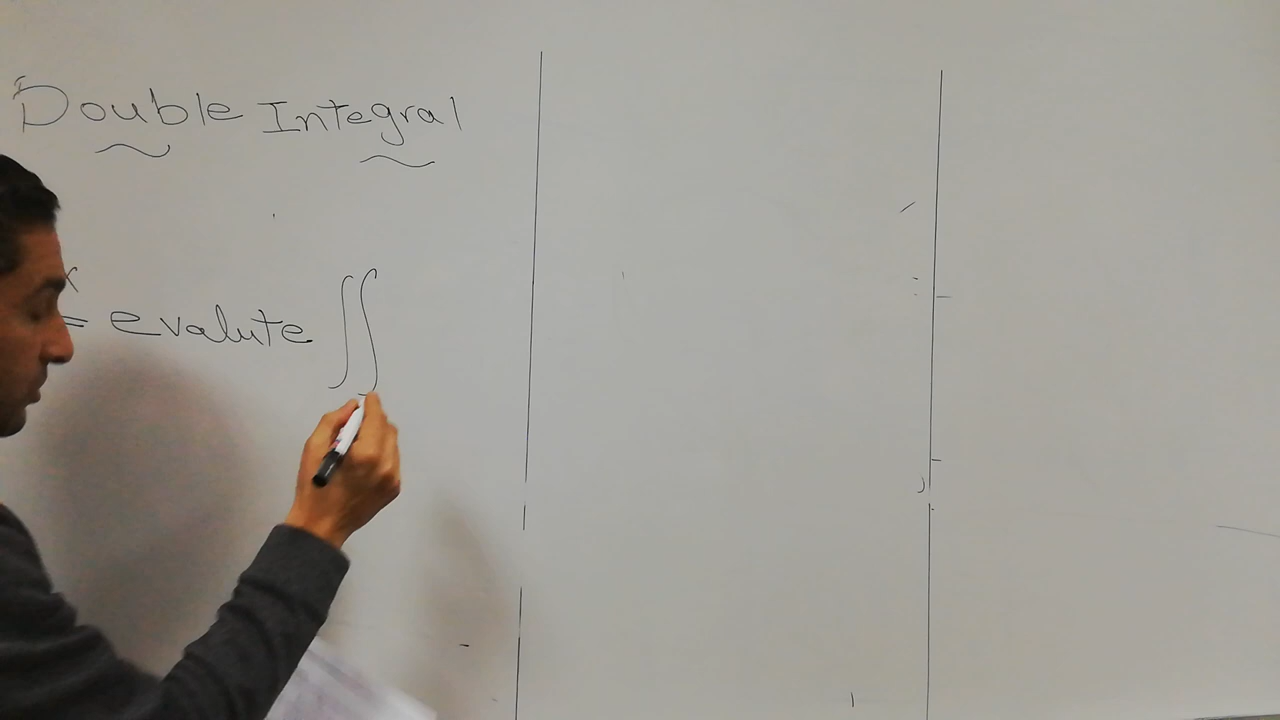 Double Integral
= evalute ∬